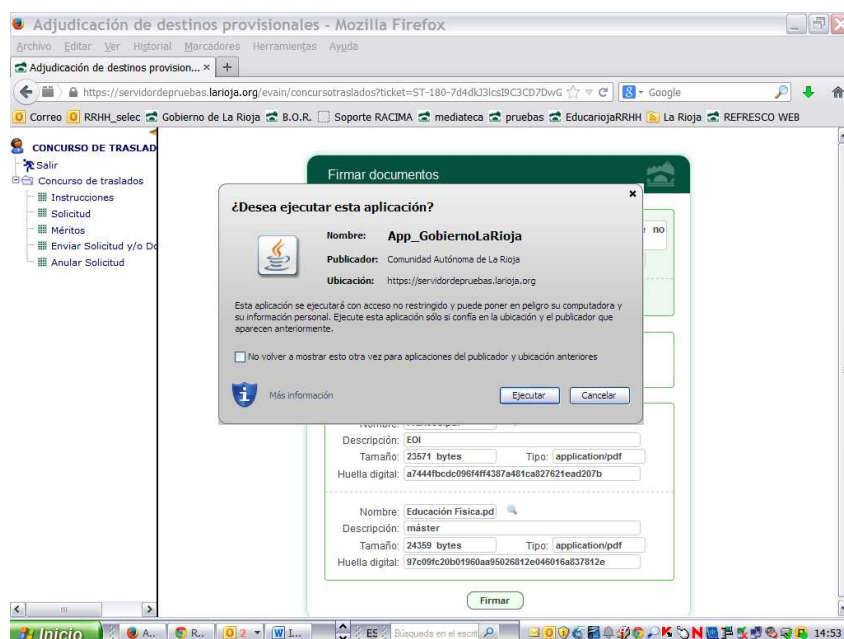 Adjudicación de destinos provisionales - Mozilla Firefox
Archivo Editar Ver Historial Marcadores Herramientas Ayuda
Adjudicación de destinos provision... × +
https://servidordepruebas.larioja.org/evain/concursotraslados?ticket=ST-180-7d4dkJ3lcsI9C3CD7DwG
8 - Google
Correo RRHH_selec Gobierno de La Rioja B.O.R. Soporte RACIMA mediateca pruebas EducariojaRRHH La Rioja REFRESCO WEB
CONCURSO DE TRASLAD
Salir
Concurso de traslados
Instrucciones
Solicitud
Méritos
Enviar Solicitud y/o Do
Anular Solicitud
Firmar documentos
no
¿Desea ejecutar esta aplicación?
Nombre: App_GobiernoLaRioja
Publicador: Comunidad Autónoma de La Rioja
Ubicación: https://servidordepruebas.larioja.org
Esta aplicación se ejecutará con acceso no restringido y puede poner en peligro su computadora y
su información personal. Ejecute esta aplicación sólo si confía en la ubicación y el publicador que
aparecen anteriormente.
No volver a mostrar esto otra vez para aplicaciones del publicador y ubicación anteriores
Más información
Ejecutar Cancelar
Descripción: EOI
Tamaño: 23571 bytes Tipo: application/pdf
Huella digital: a7444fbcdc096f4ff4387a481ca827621ead207b
Nombre: Educación Física.pd
Descripción: máster
Tamaño: 24359 bytes Tipo: application/pdf
Huella digital: 97c09fc20b01960aa95026812e046016a837812e
Firmar
Inicio A.. R.. 2 I... ES Búsqueda en el escrit 14:53